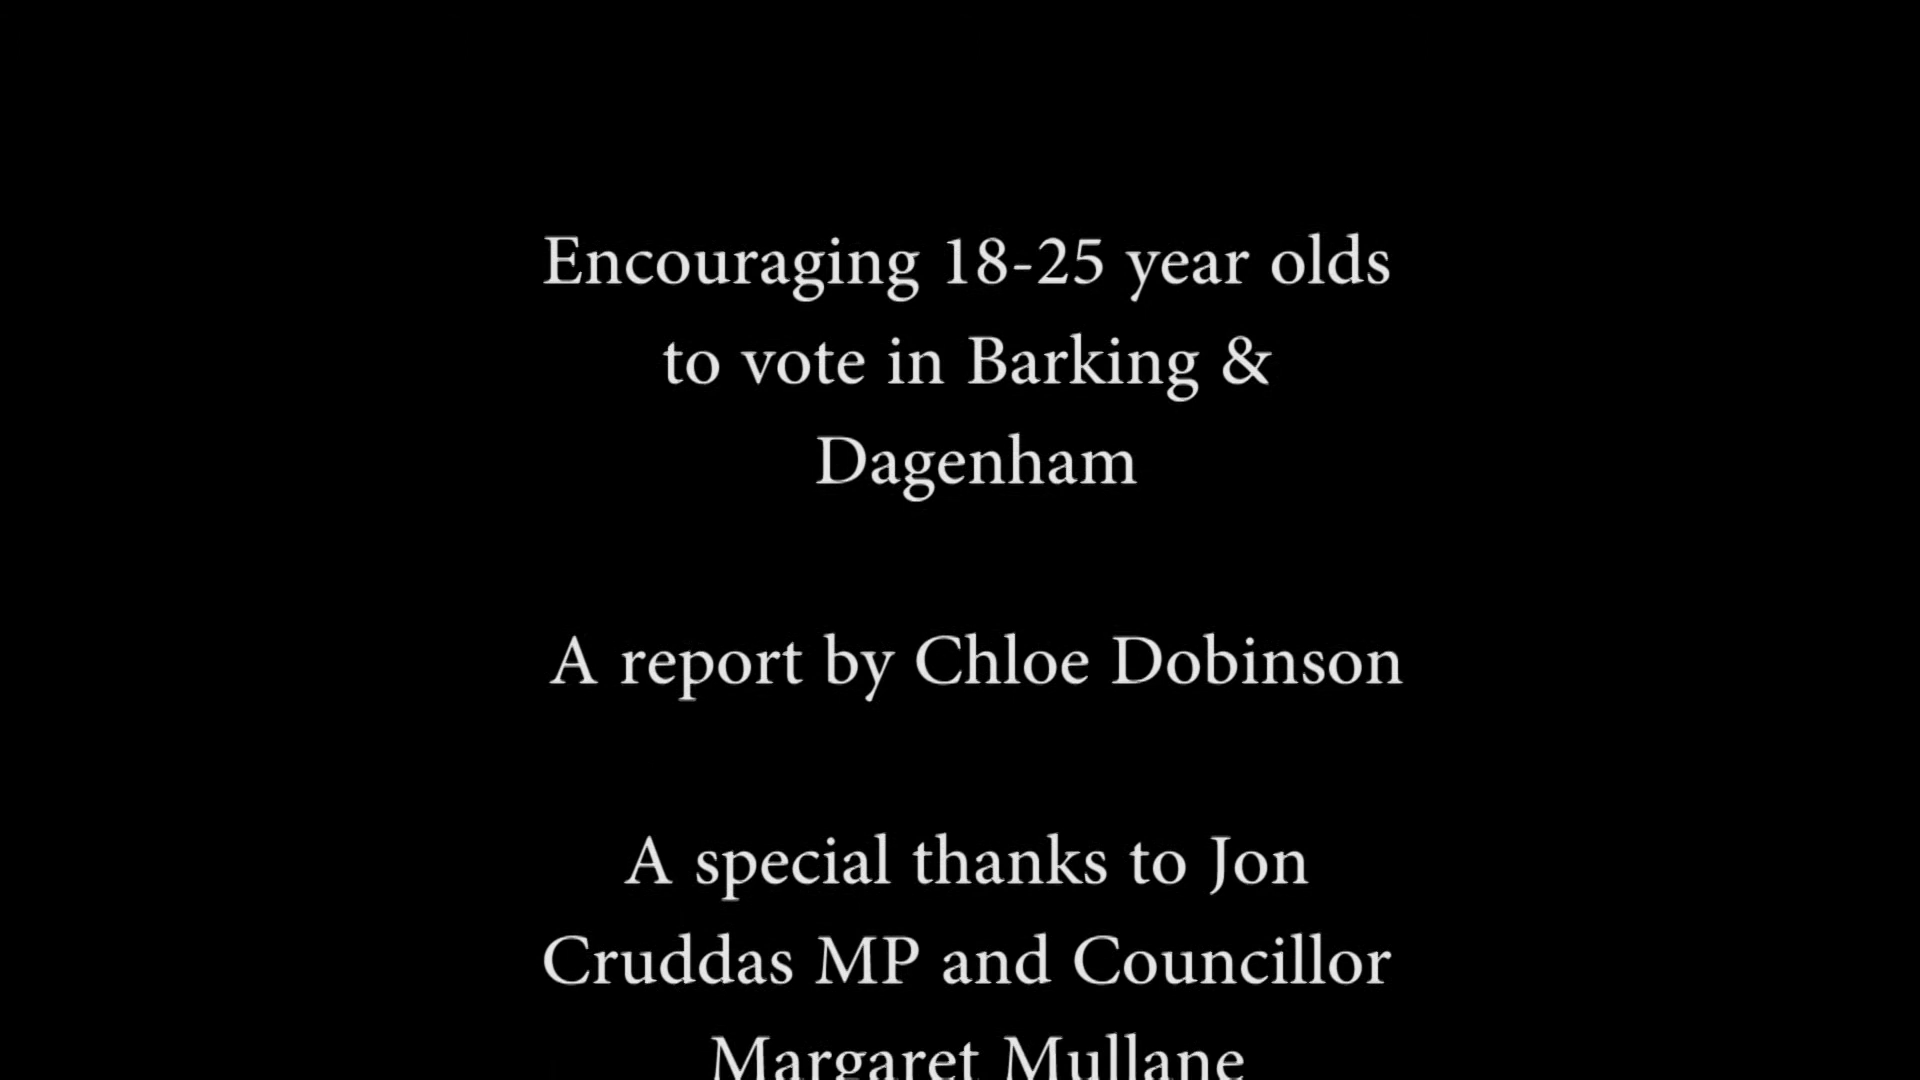 Encouraging 18-25 year olds
to vote in Barking &
Dagenham
A report by Chloe Dobinson
A special thanks to Jon
Cruddas MP and Councillor
Margaret Mullane